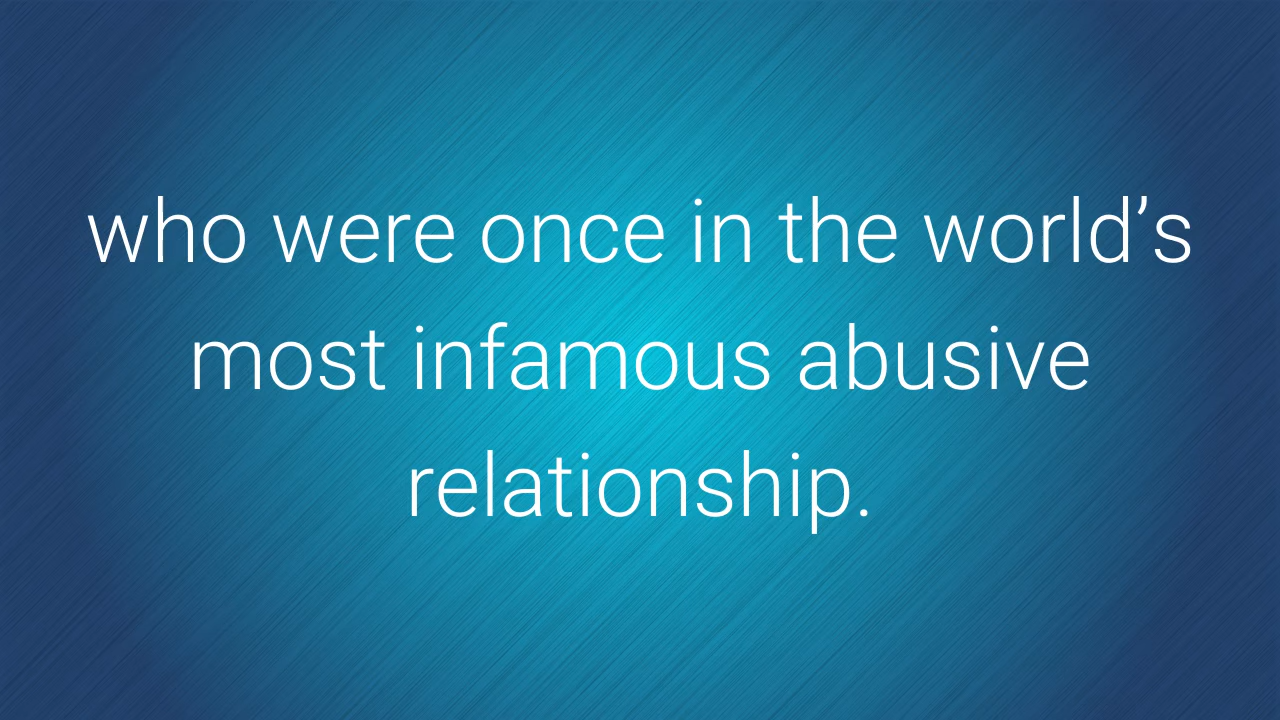 who were once in the world’s
most infamous abusive
relationship.